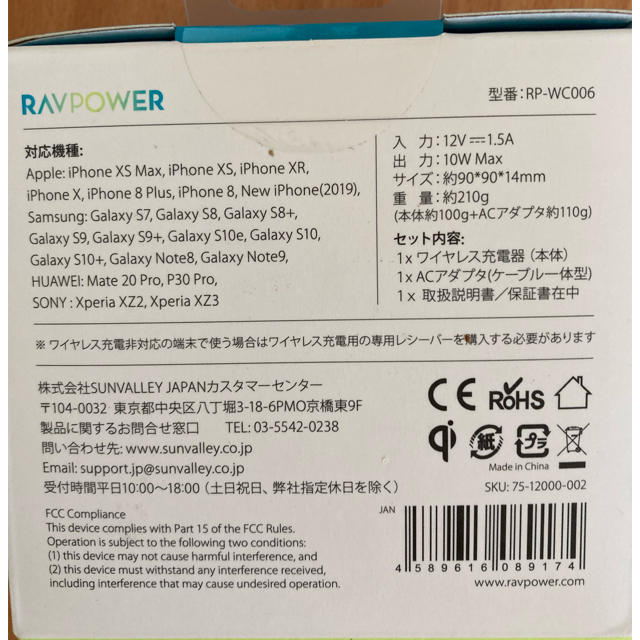 RAVPOWER
型番:RP-WC006
対応機種:
Apple: iPhone XS Max, iPhone XS, iPhone XR,
iPhone X, iPhone 8 Plus, iPhone 8, New iPhone(2019),
Samsung: Galaxy S7, Galaxy S8, Galaxy S8+,
Galaxy S9, Galaxy S9+, Galaxy S10e, Galaxy S10,
Galaxy S10+, Galaxy Note8, Galaxy Note9,
HUAWEI: Mate 20 Pro, P30 Pro,
SONY : Xperia XZ2, Xperia XZ3
入 力:12V⎓1.5A
出 力:10W Max
サイズ:約90*90*14mm
重 量:約210g
(本体約100g+ACアダプタ約110g)
セット内容:
1x ワイヤレス充電器 (本体)
1x ACアダプタ(ケーブル一体型)
1x 取扱説明書/保証書在中
※ ワイヤレス充電非対応の端末で使う場合はワイヤレス充電用の専用レシーバーを購入する必要があります
株式会社SUNVALLEY JAPANカスタマーセンター
〒104-0032 東京都中央区八丁堀3-18-6PMO京橋東9F
製品に関するお問合せ窓口 TEL: 03-5542-0238
問い合わせ先: www.sunvalley.co.jp
Email: support.jp@sunvalley.co.jp
受付時間平日10:00~18:00 (土日祝日、弊社指定休日を除く)
CE RoHS
qi 紙 プラ
Made in China
SKU: 75-12000-002
FCC Compliance
This device complies with Part 15 of the FCC Rules.
Operation is subject to the following two conditions:
(1) this device may not cause harmful interference, and
(2) this device must withstand any interference received,
including interference that may cause undesired operation.
JAN
4 589616 089174
www.ravpower.com